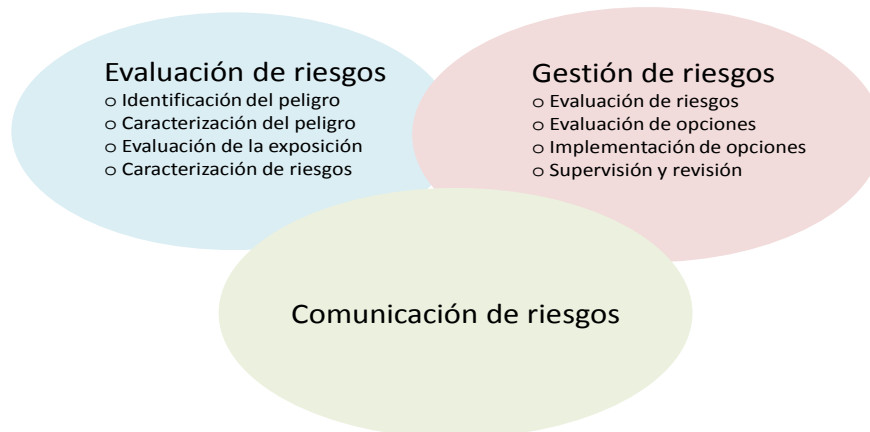 Evaluación de riesgos
o Identificación del peligro
o Caracterización del peligro
o Evaluación de la exposición
o Caracterización de riesgos
Gestión de riesgos
o Evaluación de riesgos
o Evaluación de opciones
o Implementación de opciones
o Supervisión y revisión
Comunicación de riesgos